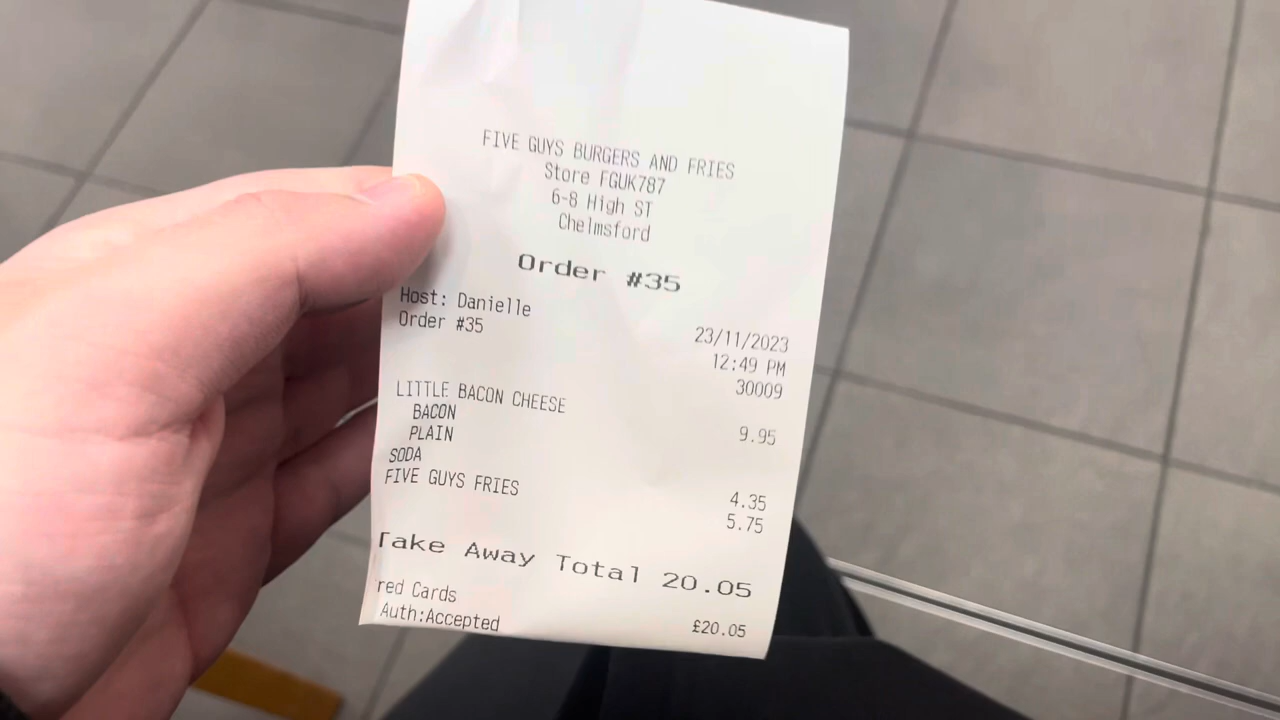 FIVE GUYS BURGERS AND FRIES
Store FGUK787
6-8 High ST
Chelmsford
Order #35
Host: Danielle
Order #35
23/11/2023
12:49 PM
30009
LITTLE BACON CHEESE 9.95
BACON
PLAIN
SODA 4.35
FIVE GUYS FRIES 5.75
Take Away Total 20.05
red Cards
Auth:Accepted £20.05